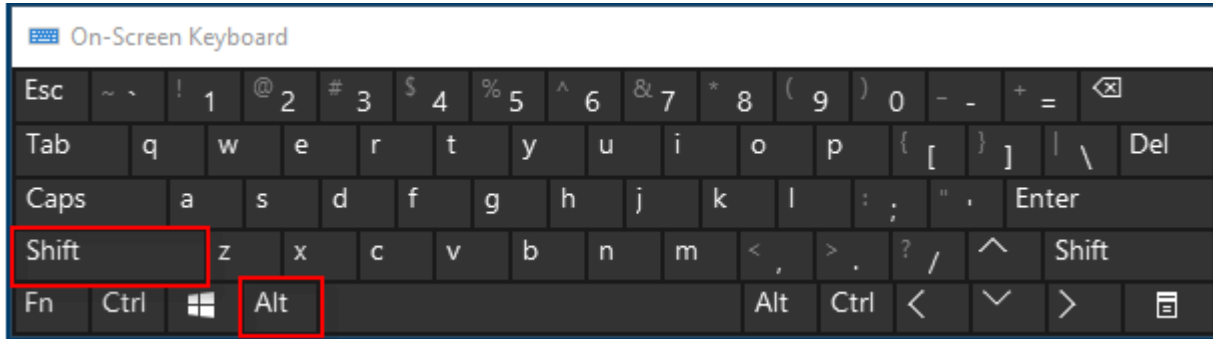 On-Screen Keyboard
Esc ~ ` ! 1 @ 2 # 3 $ 4 % 5 ^ 6 & 7 * 8 ( 9 ) 0 _ - + =
Tab q w e r t y u i o p { [ } ] | \ Del
Caps a s d f g h j k l : ; " ' Enter
Shift z x c v b n m < , > . ? / Shift
Fn Ctrl Alt Alt Ctrl